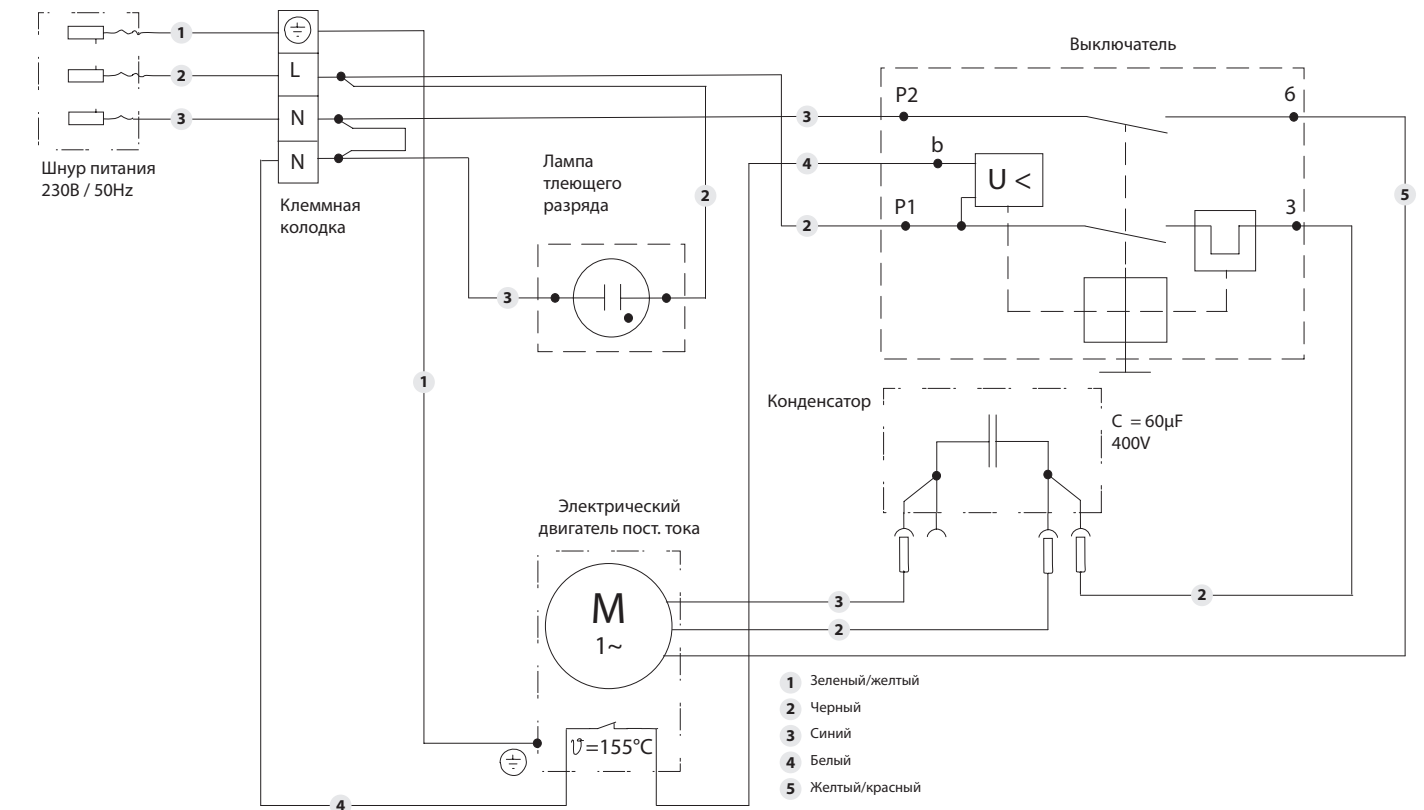 1
2
3
L
N
N
Шнур питания
230В / 50Hz
Клеммная
колодка
Лампа
тлеющего
разряда
3
2
1
Выключатель
P2
6
3
b
4
U <
P1
3
2
5
Конденсатор
C = 60µF
400V
Электрический
двигатель пост. тока
M
1~
3
2
2
ϑ=155°C
4
1 Зеленый/желтый
2 Черный
3 Синий
4 Белый
5 Желтый/красный